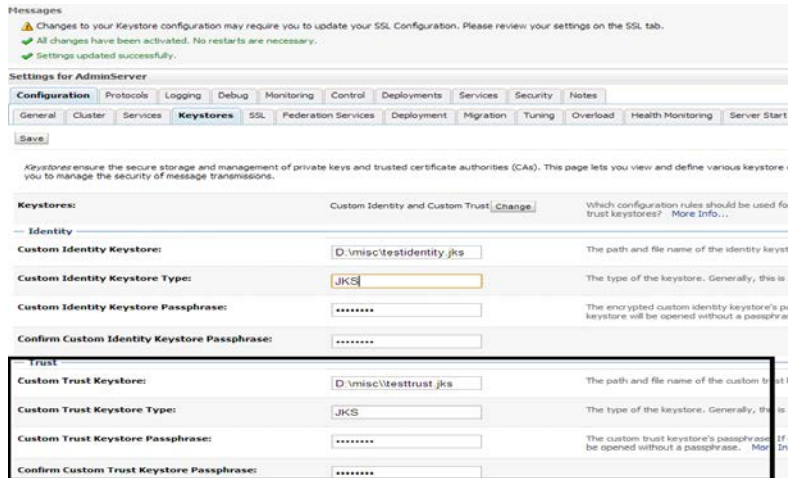 Messages
Changes to your Keystore configuration may require you to update your SSL Configuration. Please review your settings on the SSL tab.
All changes have been activated. No restarts are necessary.
Settings updated successfully.
Settings for AdminServer
Configuration Protocols Logging Debug Monitoring Control Deployments Services Security Notes
General Cluster Services Keystores SSL Federation Services Deployment Migration Tuning Overload Health Monitoring Server Start
Save
Keystores ensure the secure storage and management of private keys and trusted certificate authorities (CAs). This page lets you view and define various keystore
you to manage the security of message transmissions.
Keystores: Custom Identity and Custom Trust Change Which configuration rules should be used fo
trust keystores? More Info...
Identity
Custom Identity Keystore: D:\misc\testidentity.jks The path and file name of the identity keyst
Custom Identity Keystore Type: JKS The type of the keystore. Generally, this is
Custom Identity Keystore Passphrase: •••••••• The encrypted custom identity keystore's pa
keystore will be opened without a passphra
Confirm Custom Identity Keystore Passphrase: ••••••••
Trust
Custom Trust Keystore: D:\misc\\testtrust.jks The path and file name of the custom trust
Custom Trust Keystore Type: JKS The type of the keystore. Generally, this is
Custom Trust Keystore Passphrase: •••••••• The custom trust keystore's passphrase. If
be opened without a passphrase. More In
Confirm Custom Trust Keystore Passphrase: ••••••••